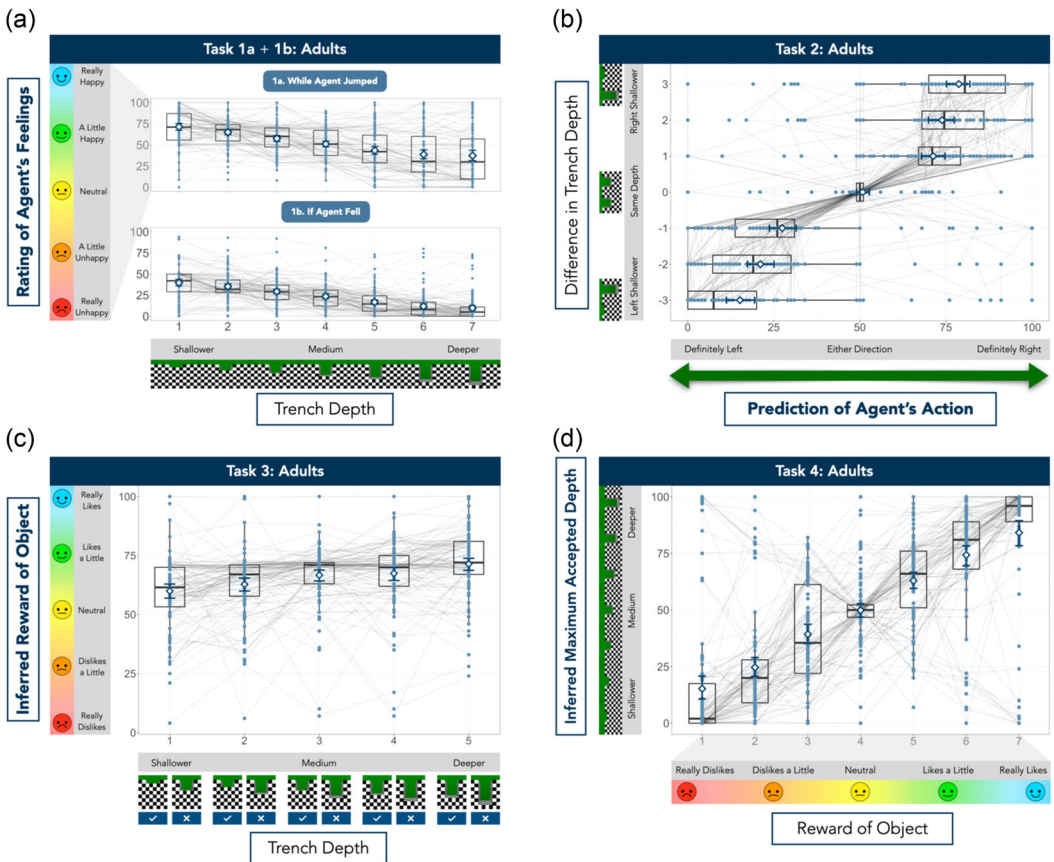 (a)
Task 1a + 1b: Adults
Rating of Agent's Feelings
Really
Happy
A Little
Happy
Neutral
A Little
Unhappy
Really
Unhappy
1a. While Agent Jumped
100
75
50
25
0
1b. If Agent Fell
100
75
50
25
0
1 2 3 4 5 6 7
Shallower Medium Deeper
Trench Depth
(b)
Task 2: Adults
Difference in Trench Depth
Right Shallower
Same Depth
Left Shallower
3
2
1
0
-1
-2
-3
0 25 50 75 100
Definitely Left Either Direction Definitely Right
Prediction of Agent's Action
(c)
Task 3: Adults
Inferred Reward of Object
Really
Likes
Likes
a Little
Neutral
Dislikes
a Little
Really
Dislikes
100
75
50
25
0
1 2 3 4 5
Shallower Medium Deeper
Trench Depth
(d)
Task 4: Adults
Inferred Maximum Accepted Depth
Deeper
Medium
Shallower
100
75
50
25
0
1 2 3 4 5 6 7
Really Dislikes Dislikes a Little Neutral Likes a Little Really Likes
Reward of Object